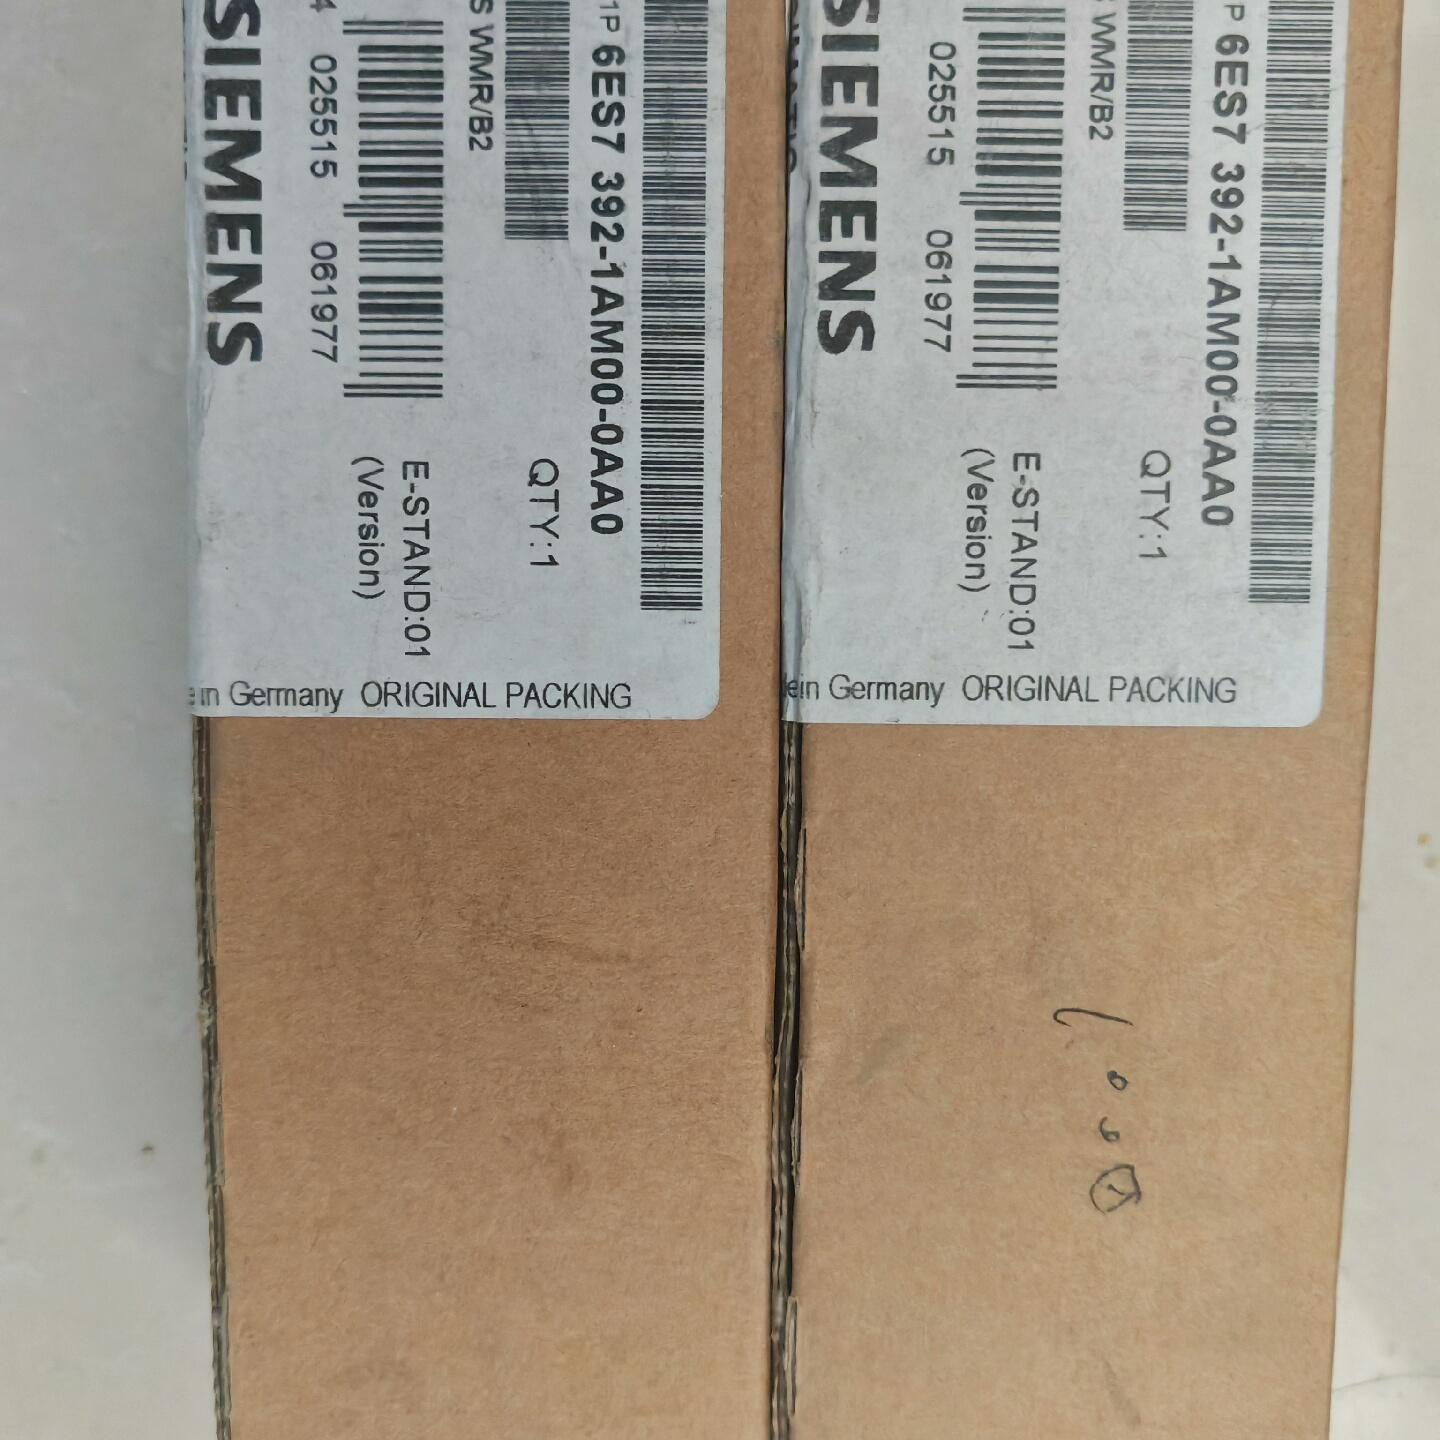 1P 6ES7 392-1AM00-0AA0
QTY:1
S WMR/B2
E-STAND:01
(Version)
4 025515 061977
SIEMENS
in Germany ORIGINAL PACKING
P 6ES7 392-1AM00-0AA0
QTY:1
S WMR/B2
E-STAND:01
(Version)
025515 061977
SIEMENS
ein Germany ORIGINAL PACKING